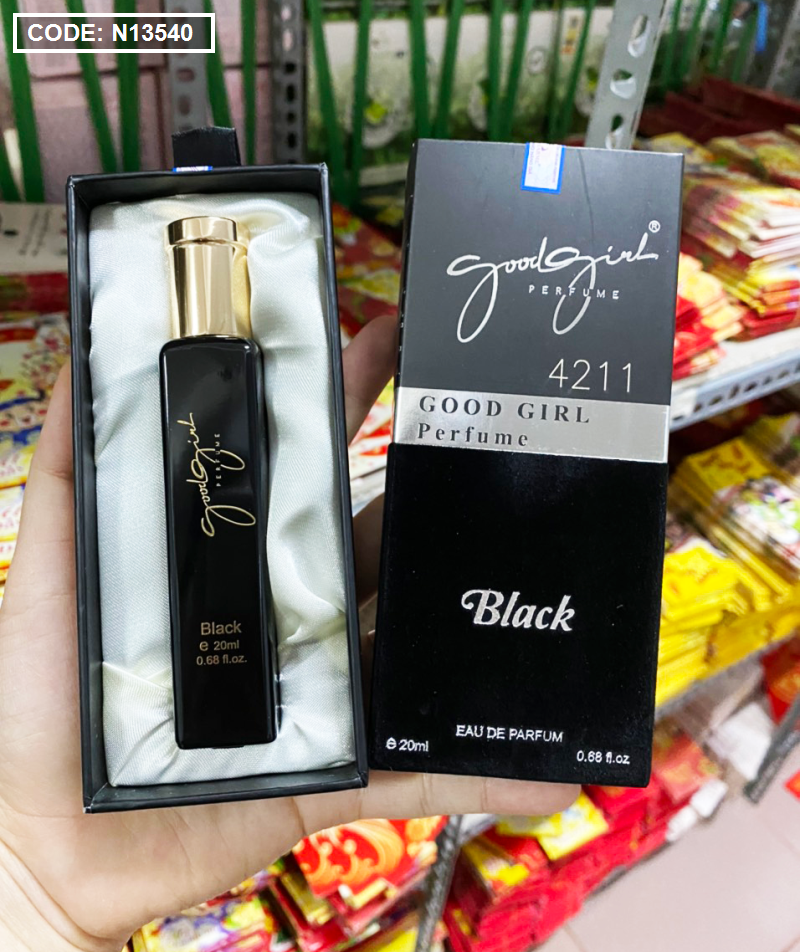 CODE: N13540
good girl
PERFUME
Black
e 20ml
0.68 fl.oz.
good girl®
PERFUME
4211
GOOD GIRL
Perfume
Black
EAU DE PARFUM
e 20ml
0.68 fl.oz